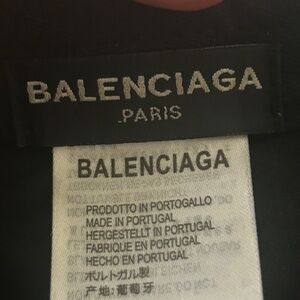 BALENCIAGA
PARIS
BALENCIAGA
PRODOTTO IN PORTOGALLO
MADE IN PORTUGAL
HERGESTELLT IN PORTUGAL
FABRIQUE EN PORTUGAL
HECHO EN PORTUGAL
ポルトガル製
产地:葡萄牙